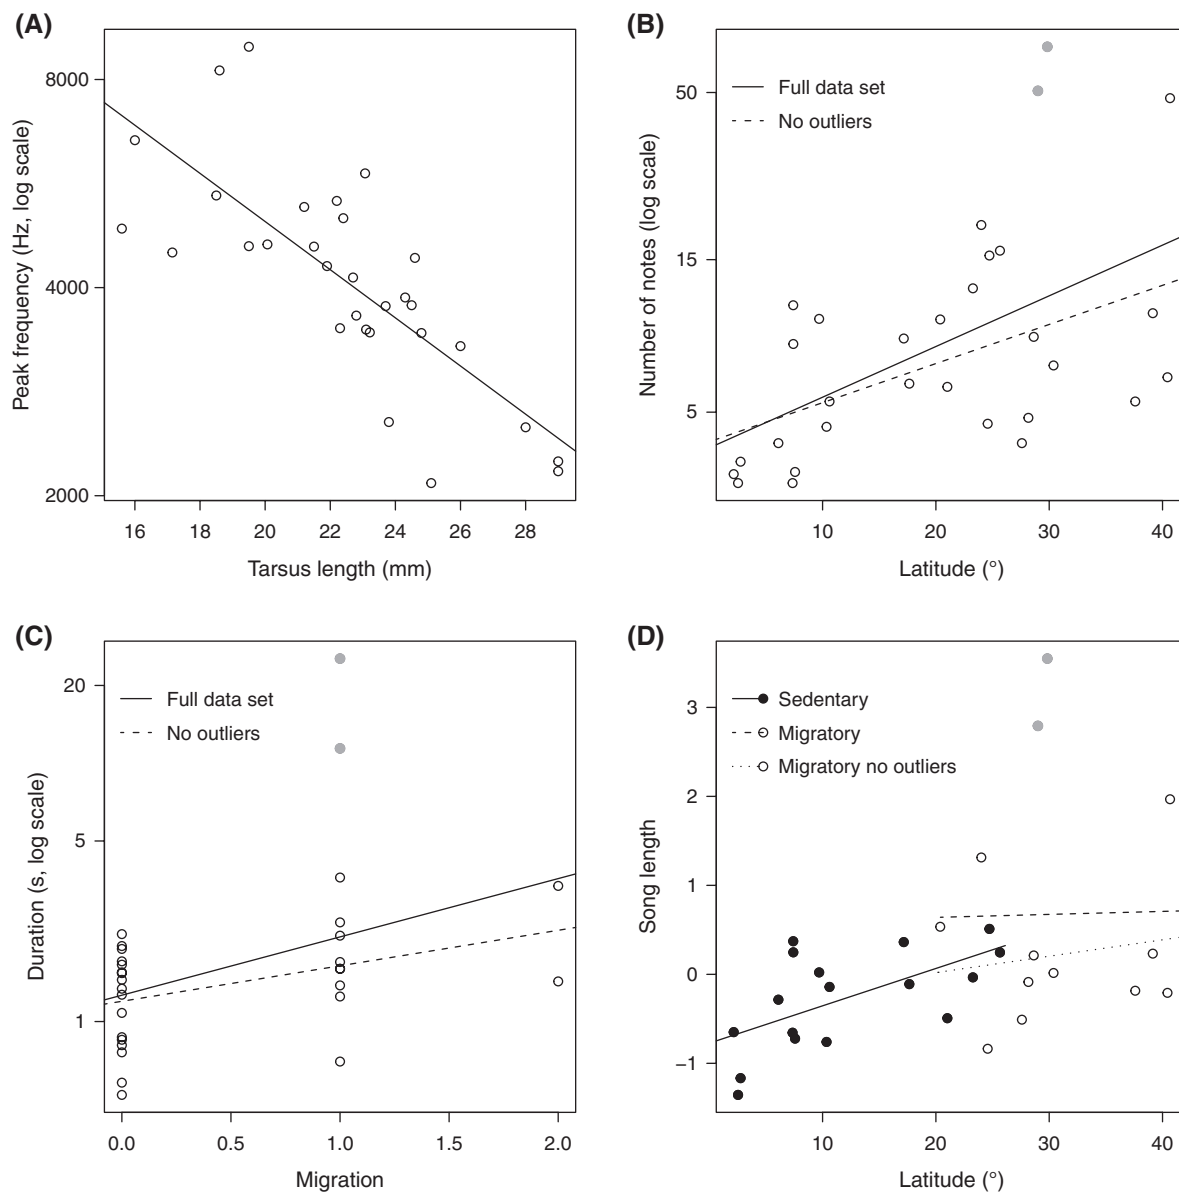 (A)
Peak frequency (Hz, log scale)
8000
4000
2000
16 18 20 22 24 26 28
Tarsus length (mm)
(B)
Number of notes (log scale)
50
15
5
Full data set
No outliers
10 20 30 40
Latitude (°)
(C)
Duration (s, log scale)
20
5
1
Full data set
No outliers
0.0 0.5 1.0 1.5 2.0
Migration
(D)
Song length
3
2
1
0
−1
Sedentary
Migratory
Migratory no outliers
10 20 30 40
Latitude (°)